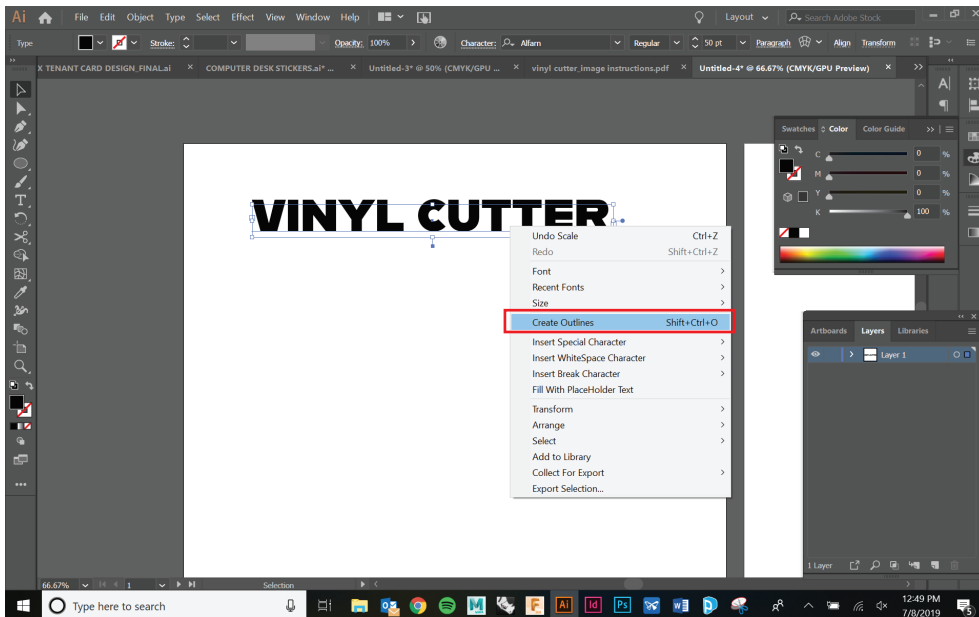 Ai File Edit Object Type Select Effect View Window Help Layout Search Adobe Stock
Type Stroke: Opacity: 100% Character: Alfarn Regular 50 pt Paragraph Align Transform
X TENANT CARD DESIGN_FINAL.ai × COMPUTER DESK STICKERS.ai* ... × Untitled-3* @ 50% (CMYK/GPU ... × vinyl cutter_image instructions.pdf × Untitled-4* @ 66.67% (CMYK/GPU Preview) ×
Swatches Color Color Guide
C 0 %
M 0 %
Y 0 %
K 100 %
VINYL CUTTER
Undo Scale Ctrl+Z
Redo Shift+Ctrl+Z
Font
Recent Fonts
Size
Create Outlines Shift+Ctrl+O
Insert Special Character
Insert WhiteSpace Character
Insert Break Character
Fill With PlaceHolder Text
Transform
Arrange
Select
Add to Library
Collect For Export
Export Selection...
Artboards Layers Libraries
Layer 1
1 Layer
66.67% 1 Selection
Type here to search
Ai Id Ps
12:49 PM
7/8/2019
5